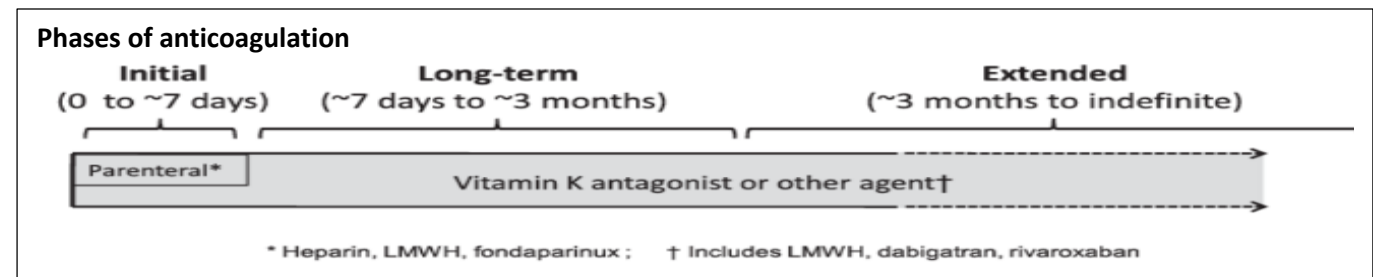 Phases of anticoagulation
Initial Long-term Extended
(0 to ~7 days) (~7 days to ~3 months) (~3 months to indefinite)
Parenteral*
Vitamin K antagonist or other agent†
* Heparin, LMWH, fondaparinux ; † Includes LMWH, dabigatran, rivaroxaban